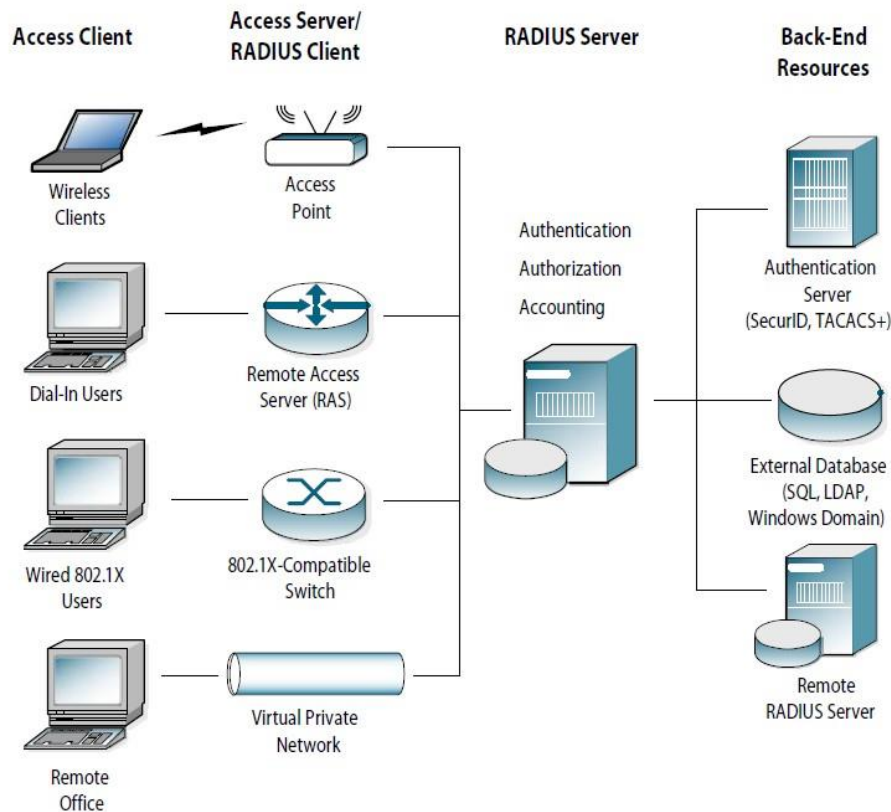 Access Client
Access Server/
RADIUS Client
RADIUS Server
Back-End
Resources
Wireless
Clients
Access
Point
Dial-In Users
Remote Access
Server (RAS)
Wired 802.1X
Users
802.1X-Compatible
Switch
Remote
Office
Virtual Private
Network
Authentication
Authorization
Accounting
Authentication
Server
(SecurID, TACACS+)
External Database
(SQL, LDAP,
Windows Domain)
Remote
RADIUS Server